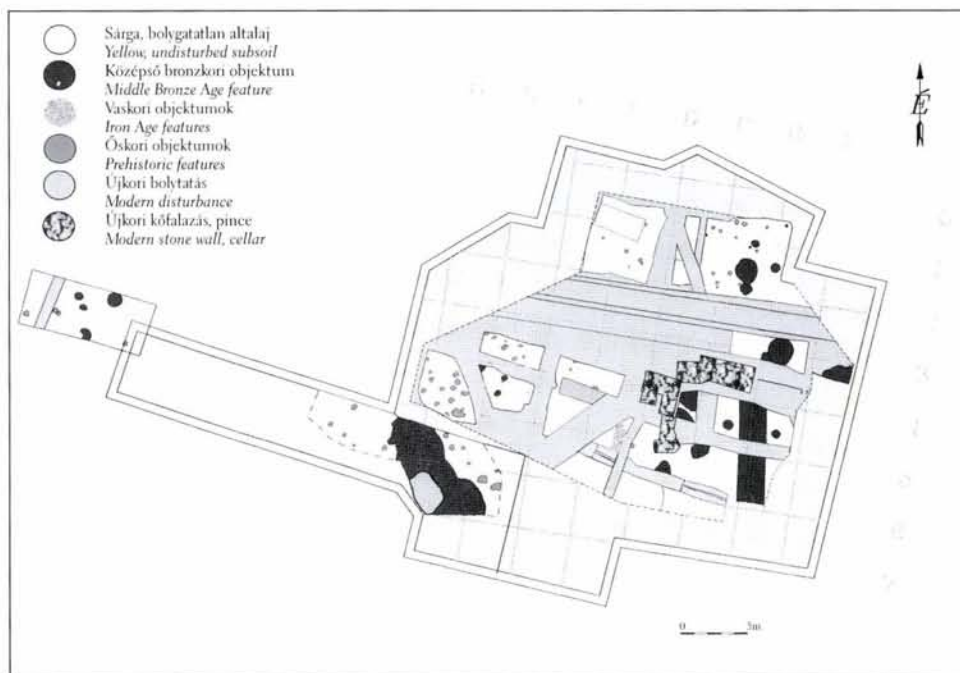 Sárga, bolygatatlan altalaj
Yellow, undisturbed subsoil
Középső bronzkori objektum
Middle Bronze Age feature
Vaskori objektumok
Iron Age features
Őskori objektumok
Prehistoric features
Újkori bolytatás
Modern disturbance
Újkori kőfalazás, pince
Modern stone wall, cellar
É
0 5m